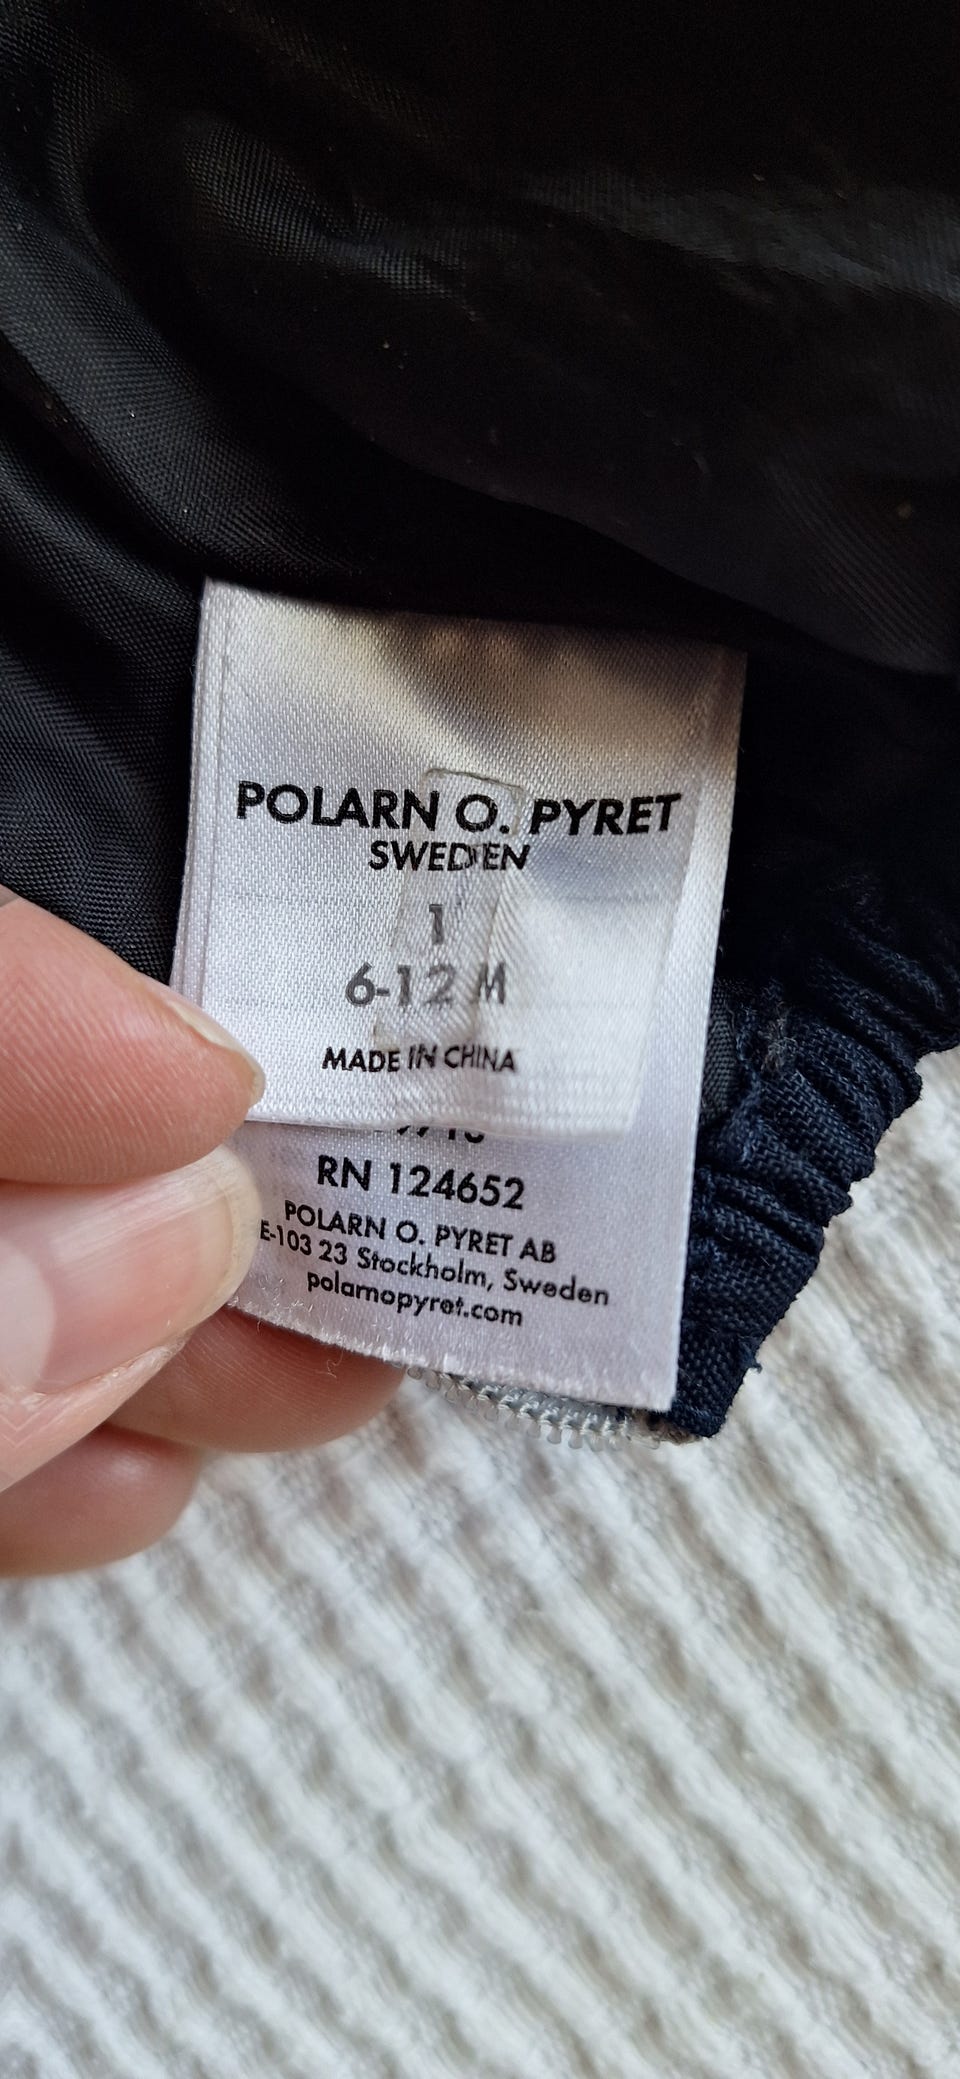 POLARN O. PYRET
SWEDEN
1
6-12 M
MADE IN CHINA
RN 124652
POLARN O. PYRET AB
E-103 23 Stockholm, Sweden
polarnopyret.com